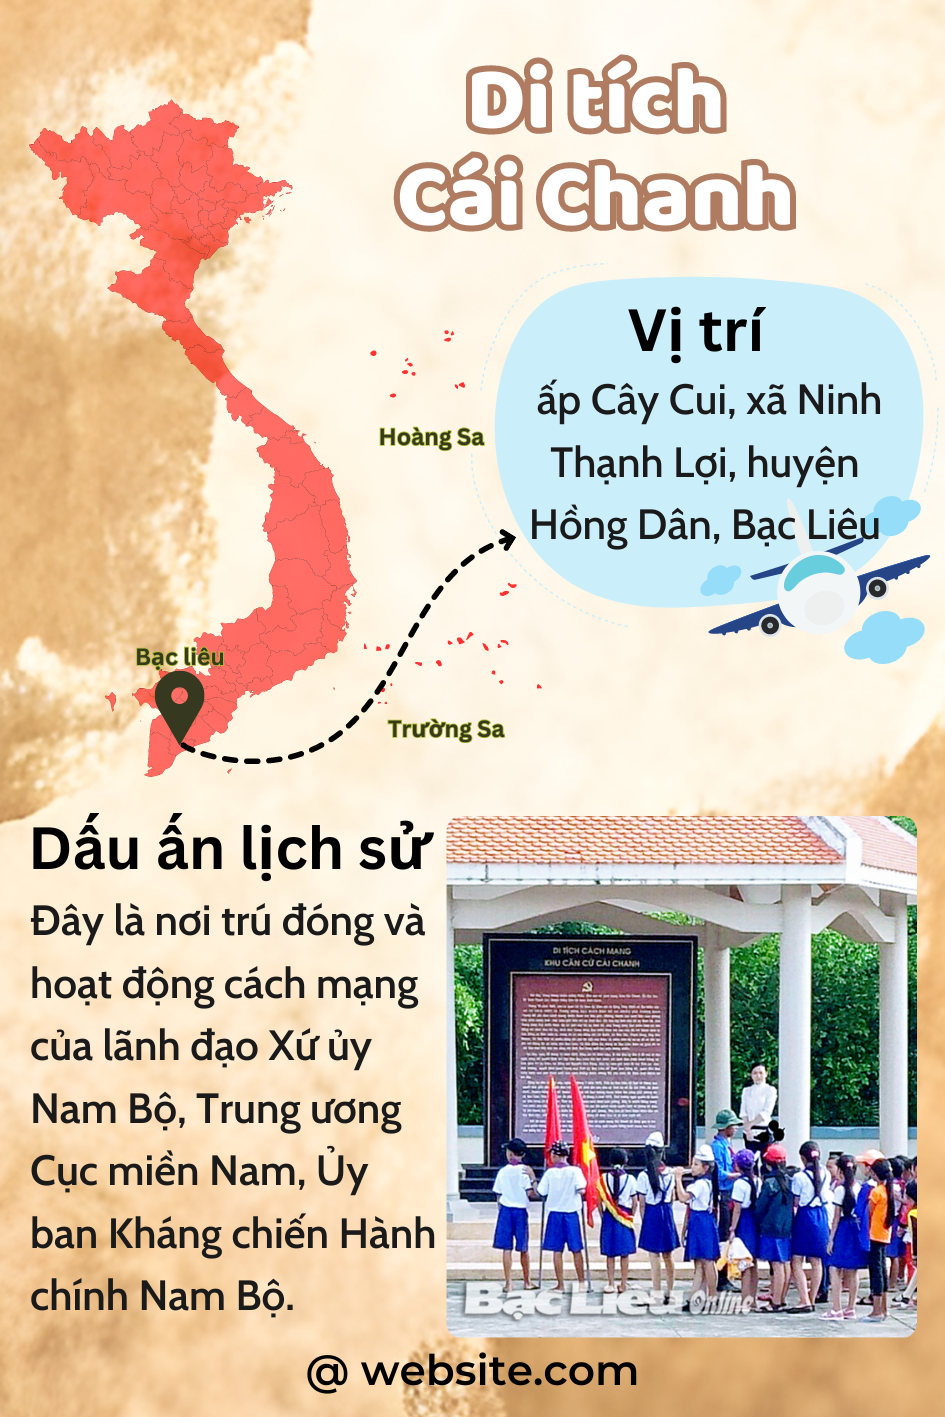 Di tích
Cái Chanh
Vị trí
ấp Cây Cui, xã Ninh
Thạnh Lợi, huyện
Hồng Dân, Bạc Liêu
Hoàng Sa
Bạc liêu
Trường Sa
Dấu ấn lịch sử
Đây là nơi trú đóng và
hoạt động cách mạng
của lãnh đạo Xứ ủy
Nam Bộ, Trung ương
Cục miền Nam, Ủy
ban Kháng chiến Hành
chính Nam Bộ.
DI TÍCH CÁCH MẠNG
KHU CĂN CỨ CÁI CHANH
Bạc Liêu Online
@ website.com